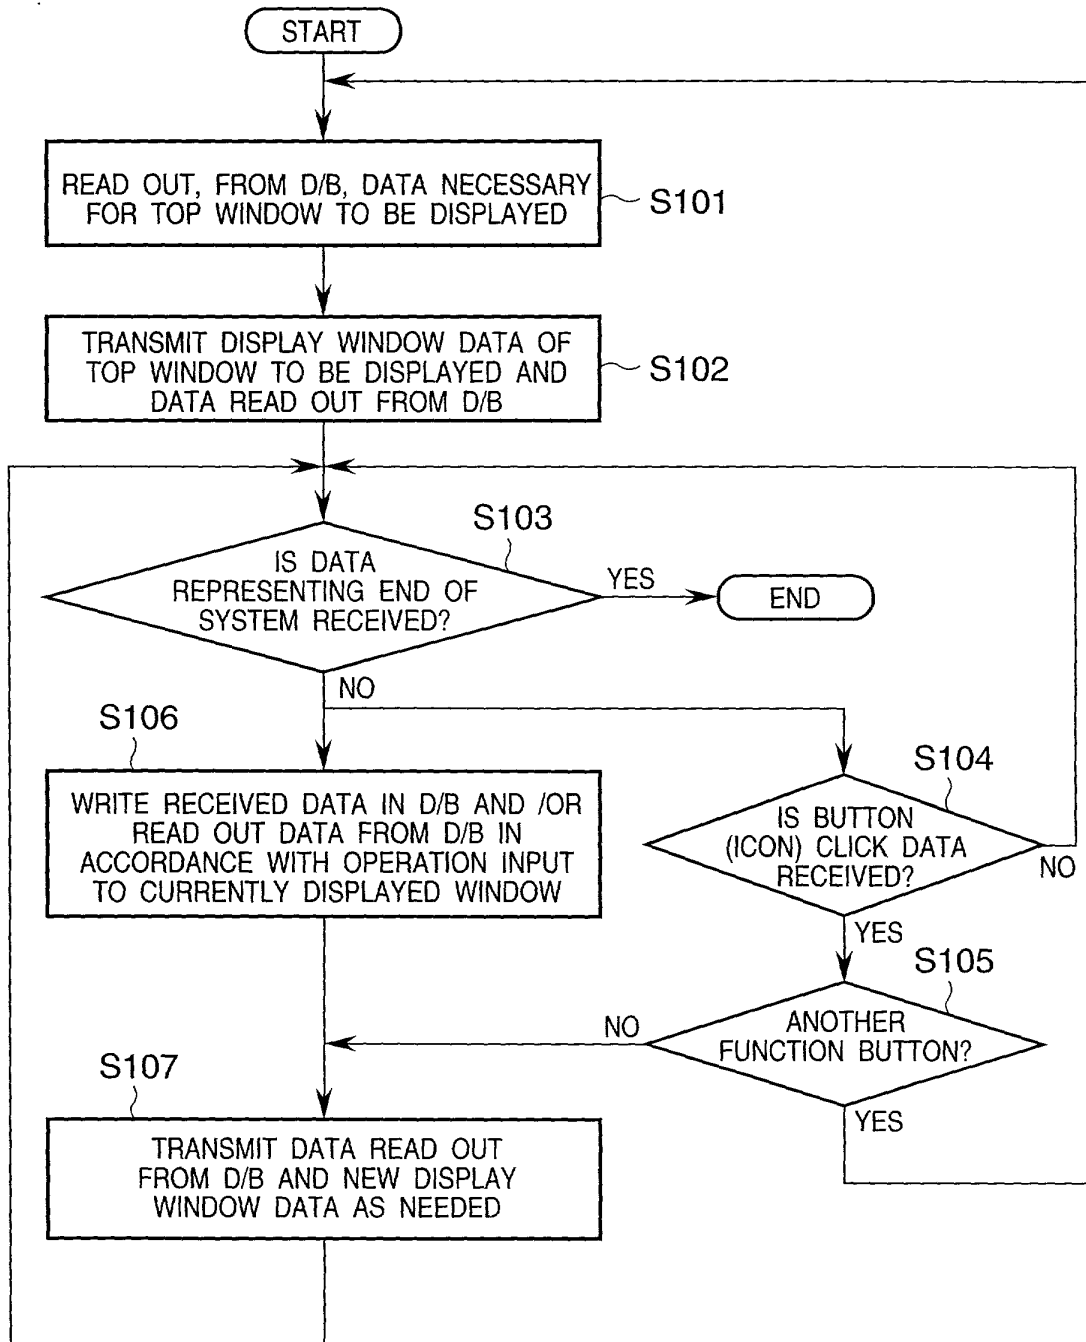 START
READ OUT, FROM D/B, DATA NECESSARY
FOR TOP WINDOW TO BE DISPLAYED
S101
TRANSMIT DISPLAY WINDOW DATA OF
TOP WINDOW TO BE DISPLAYED AND
DATA READ OUT FROM D/B
S102
S103
IS DATA
REPRESENTING END OF
SYSTEM RECEIVED?
YES
END
NO
S106
WRITE RECEIVED DATA IN D/B AND /OR
READ OUT DATA FROM D/B IN
ACCORDANCE WITH OPERATION INPUT
TO CURRENTLY DISPLAYED WINDOW
S104
IS BUTTON
(ICON) CLICK DATA
RECEIVED?
NO
YES
S105
ANOTHER
FUNCTION BUTTON?
NO
YES
S107
TRANSMIT DATA READ OUT
FROM D/B AND NEW DISPLAY
WINDOW DATA AS NEEDED